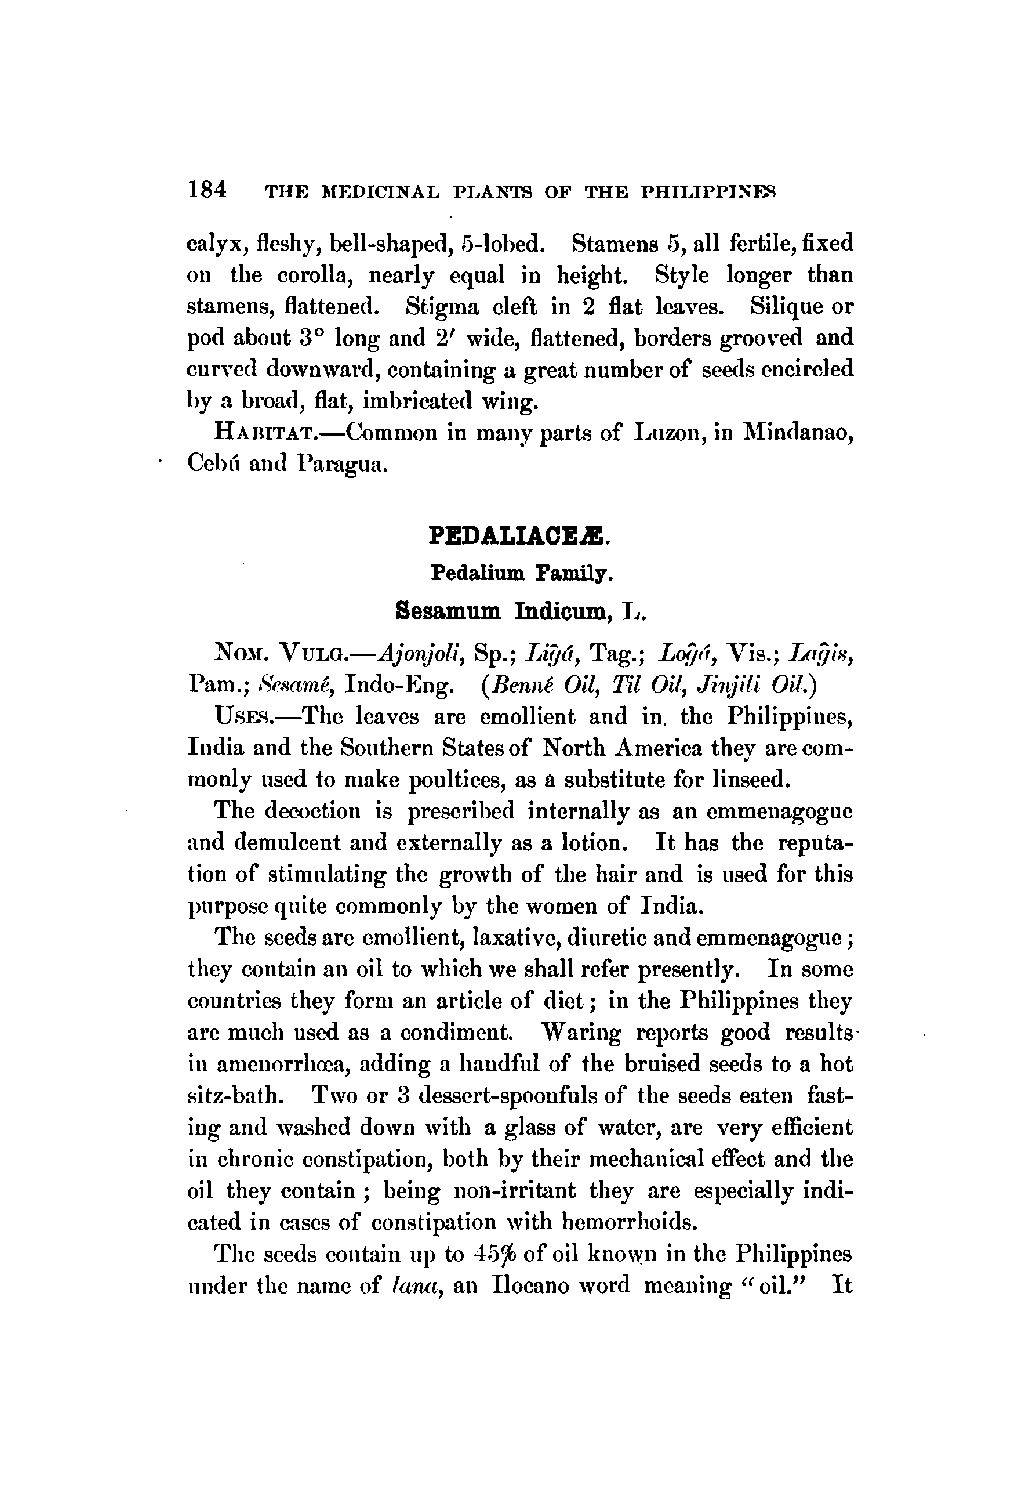 184 THE MEDICINAL PLANTS OF THE PHILIPPINES
calyx, fleshy, bell-shaped, 5-lobed. Stamens 5, all fertile, fixed
on the corolla, nearly equal in height. Style longer than
stamens, flattened. Stigma cleft in 2 flat leaves. Silique or
pod about 3° long and 2′ wide, flattened, borders grooved and
curved downward, containing a great number of seeds encircled
by a broad, flat, imbricated wing.
HABITAT.—Common in many parts of Luzon, in Mindanao,
Cebú and Paragua.
PEDALIACEÆ.
Pedalium Family.
Sesamum Indicum, L.
NOM. VULG.—Ajonjoli, Sp.; Lig̃á, Tag.; Log̃á, Vis.; Lag̃is,
Pam.; Sesamé, Indo-Eng. (Benné Oil, Til Oil, Jinjili Oil.)
USES.—The leaves are emollient and in. the Philippines,
India and the Southern States of North America they are com-
monly used to make poultices, as a substitute for linseed.
The decoction is prescribed internally as an emmenagogue
and demulcent and externally as a lotion. It has the reputa-
tion of stimulating the growth of the hair and is used for this
purpose quite commonly by the women of India.
The seeds are emollient, laxative, diuretic and emmenagogue;
they contain an oil to which we shall refer presently. In some
countries they form an article of diet; in the Philippines they
are much used as a condiment. Waring reports good results
in amenorrhœa, adding a handful of the bruised seeds to a hot
sitz-bath. Two or 3 dessert-spoonfuls of the seeds eaten fast-
ing and washed down with a glass of water, are very efficient
in chronic constipation, both by their mechanical effect and the
oil they contain; being non-irritant they are especially indi-
cated in cases of constipation with hemorrhoids.
The seeds contain up to 45% of oil known in the Philippines
under the name of lana, an Ilocano word meaning “oil.” It